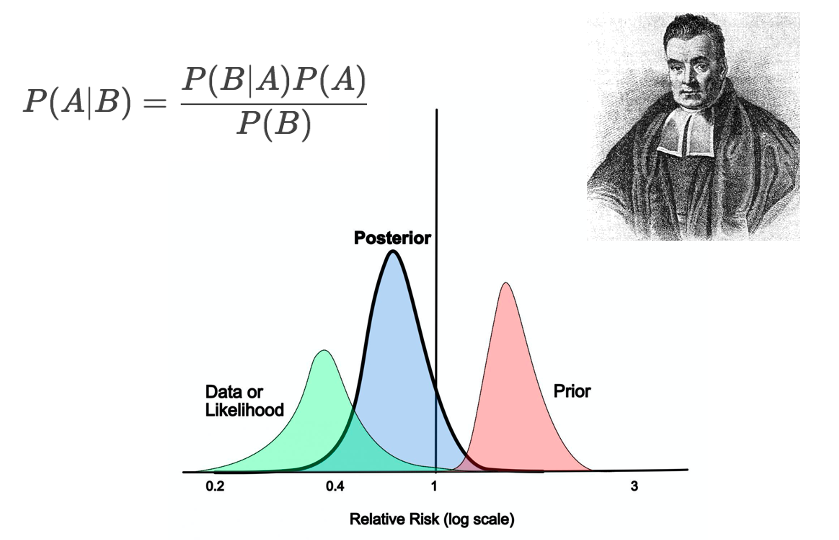 P(A|B) = P(B|A)P(A) / P(B)
Posterior
Data or
Likelihood
Prior
0.2 0.4 1 3
Relative Risk (log scale)